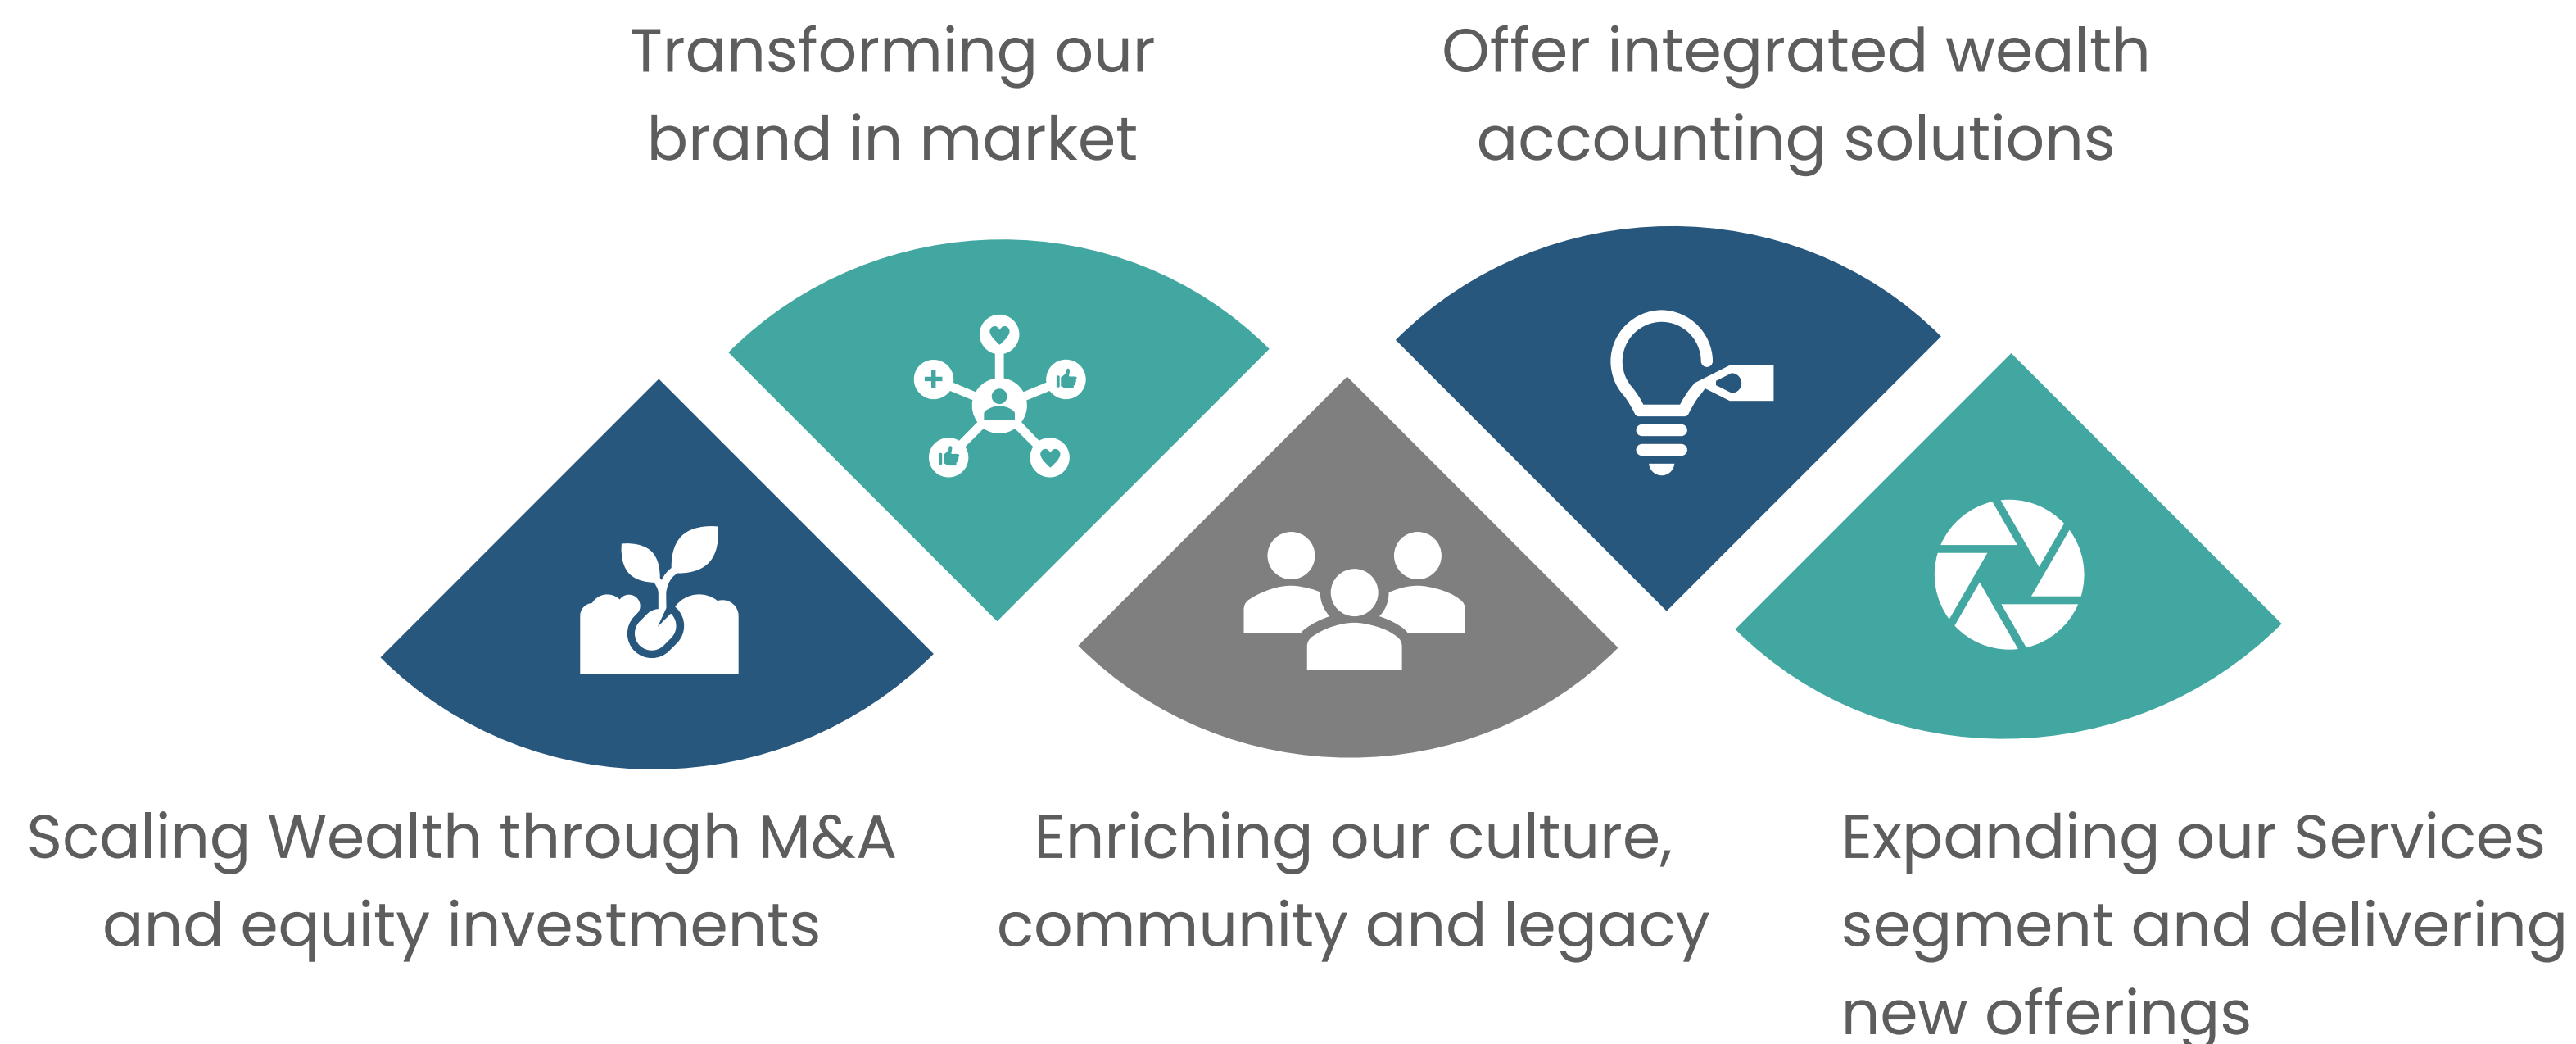 Transforming our
brand in market
Offer integrated wealth
accounting solutions
Scaling Wealth through M&A
and equity investments
Enriching our culture,
community and legacy
Expanding our Services
segment and delivering
new offerings